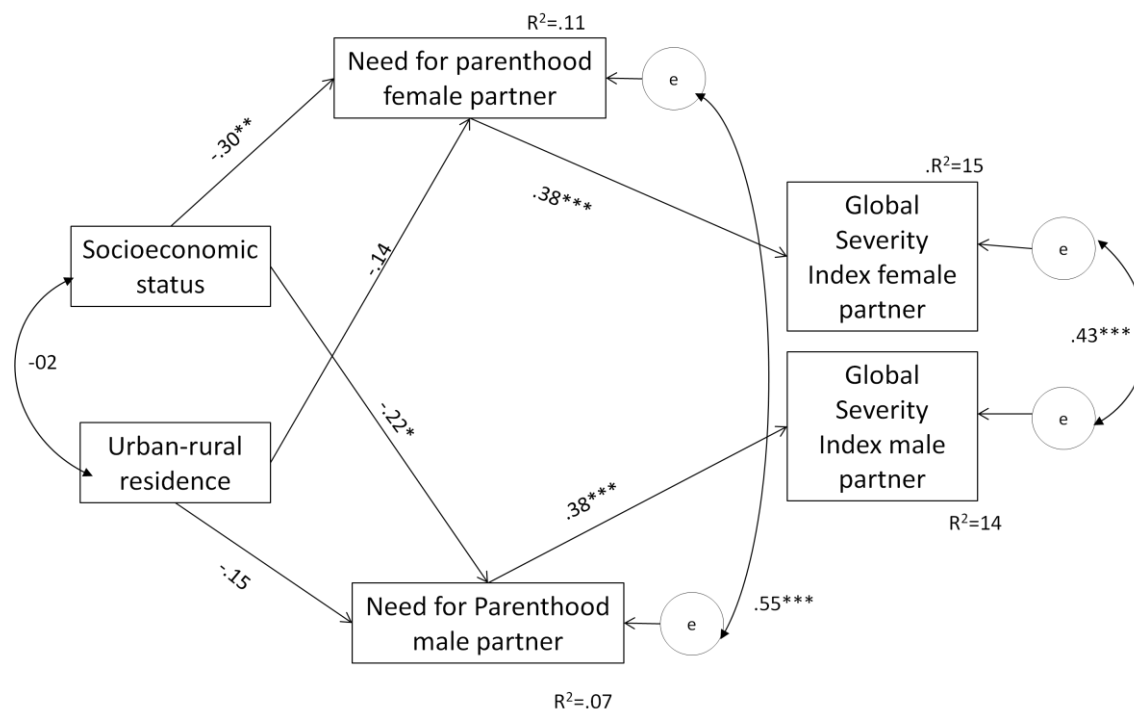 R²=.11
Need for parenthood
female partner
e
-.30**
.38***
.R²=15
Global
Severity
Index female
partner
e
Socioeconomic
status
-.14
-02
.43***
Global
Severity
Index male
partner
e
-.22*
Urban-rural
residence
.38***
R²=14
-.15
Need for Parenthood
male partner
e
.55***
R²=.07